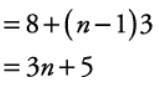 = 8 + (n − 1)3
= 3n + 5